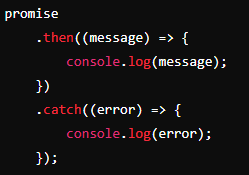 promise
    .then((message) => {
        console.log(message);
    })
    .catch((error) => {
        console.log(error);
    });